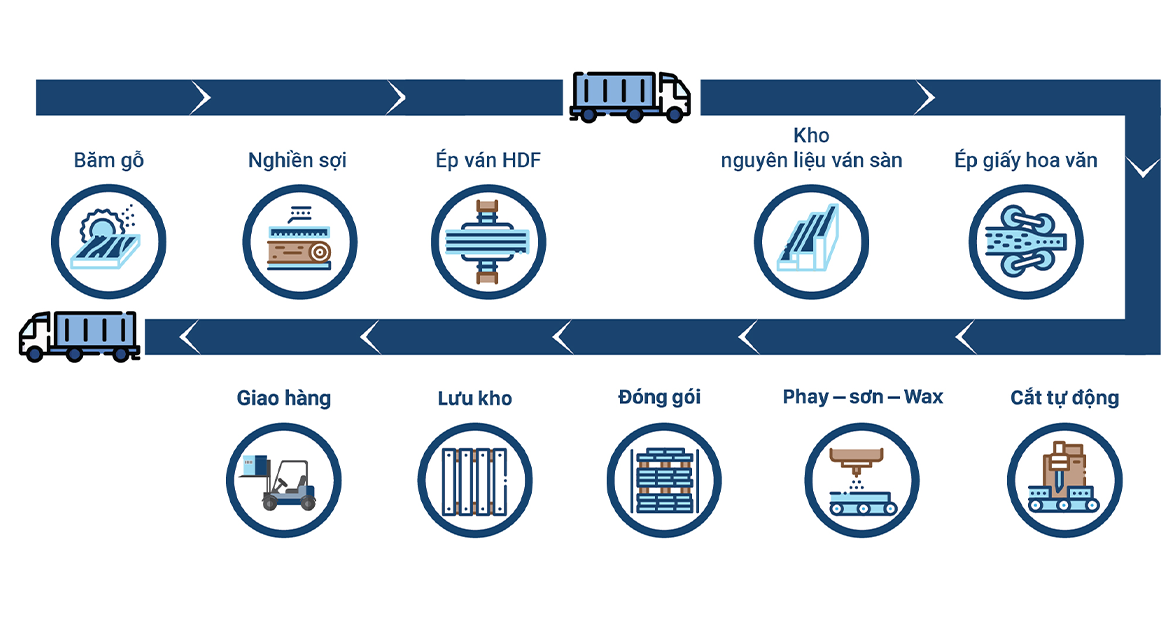 Băm gỗ
Nghiền sợi
Ép ván HDF
Kho
nguyên liệu ván sàn
Ép giấy hoa văn
Giao hàng
Lưu kho
Đóng gói
Phay – sơn – Wax
Cắt tự động